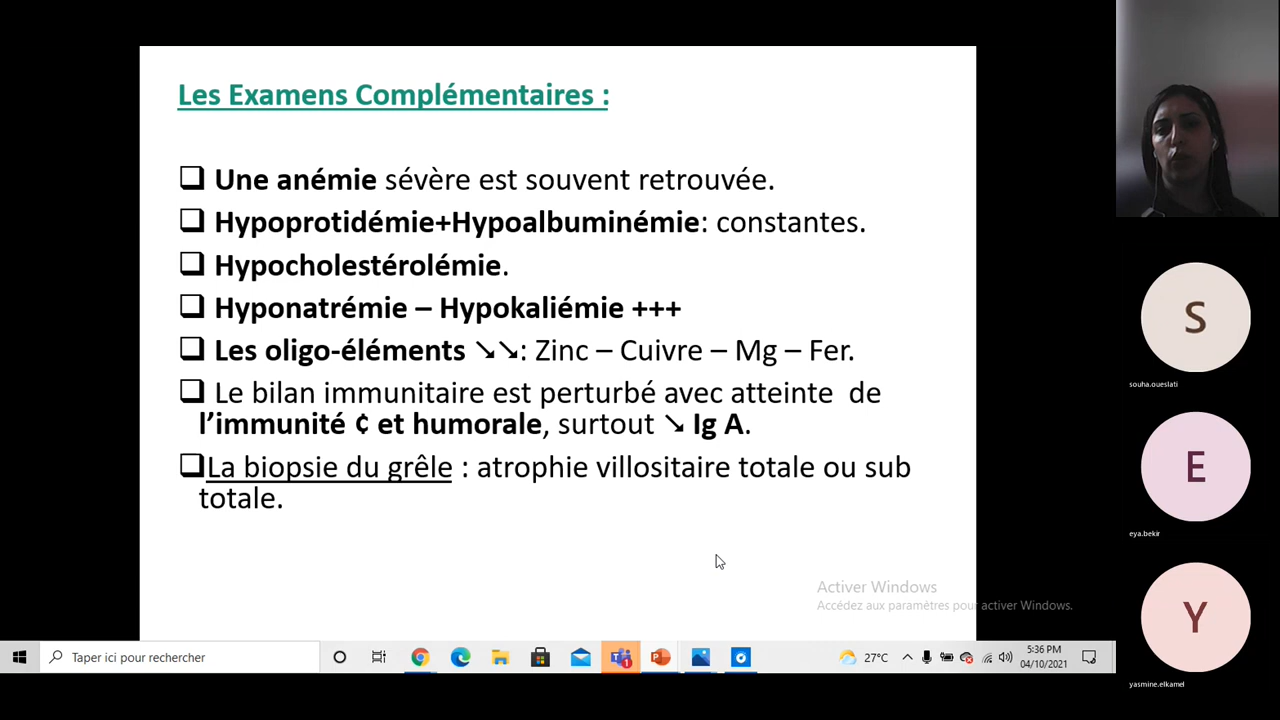 Les Examens Complémentaires :
❑ Une anémie sévère est souvent retrouvée.
❑ Hypoprotidémie+Hypoalbuminémie: constantes.
❑ Hypocholestérolémie.
❑ Hyponatrémie – Hypokaliémie +++
❑ Les oligo-éléments ↘↘: Zinc – Cuivre – Mg – Fer.
❑ Le bilan immunitaire est perturbé avec atteinte de
l’immunité ¢ et humorale, surtout ↘ Ig A.
❑La biopsie du grêle : atrophie villositaire totale ou sub
totale.
Activer Windows
Accédez aux paramètres pour activer Windows.
S
souha.oueslati
E
eya.bekir
Y
yasmine.elkamel
Taper ici pour rechercher
1
27°C
5:36 PM
04/10/2021